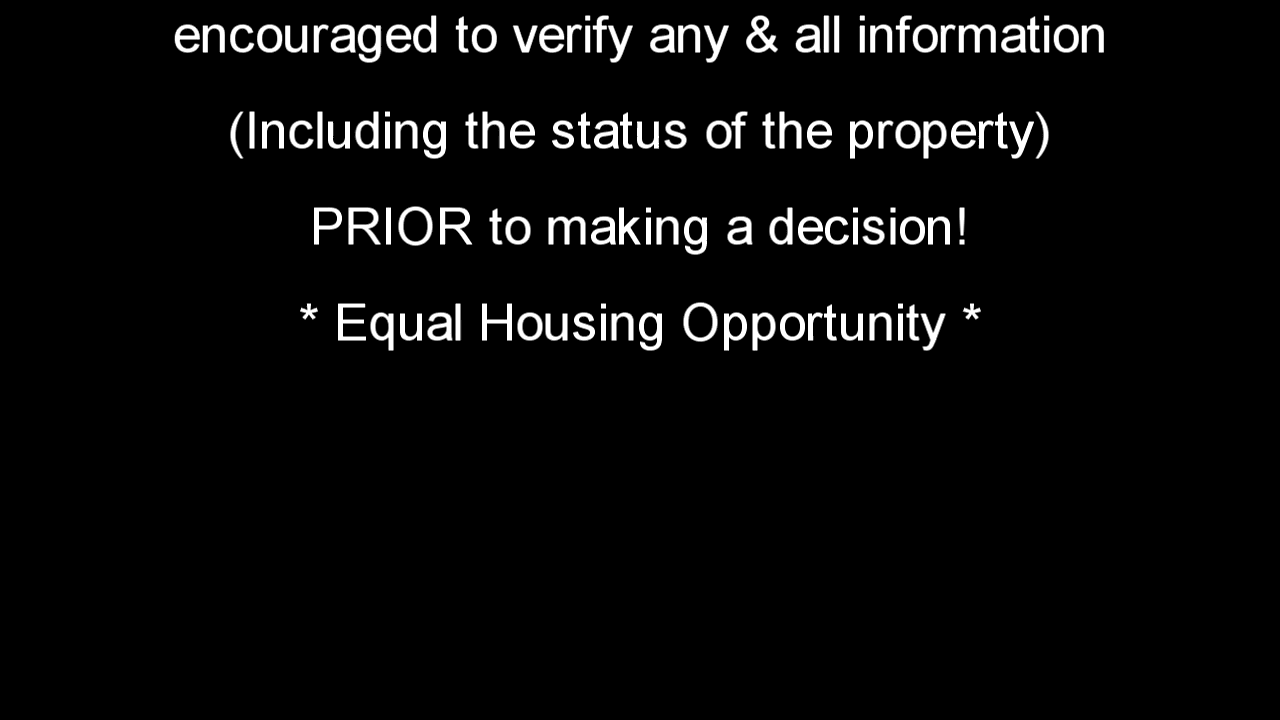 encouraged to verify any & all information
(Including the status of the property)
PRIOR to making a decision!
* Equal Housing Opportunity *